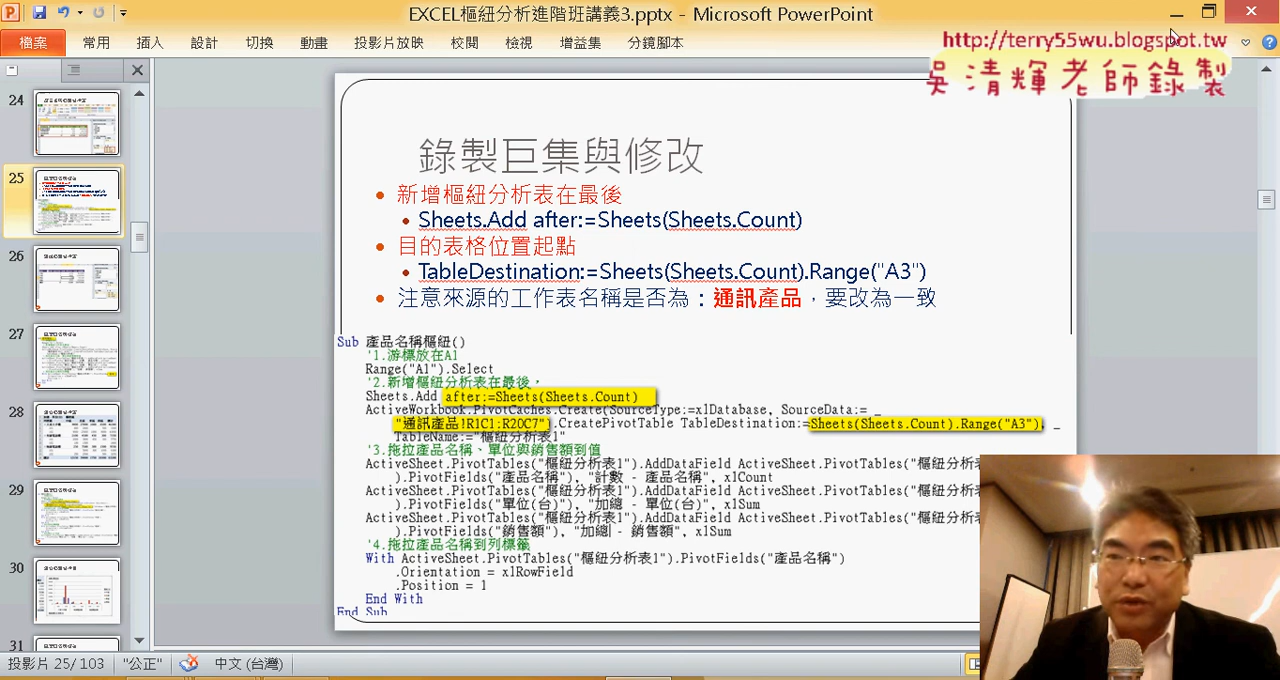 EXCEL樞紐分析進階班講義3.pptx - Microsoft PowerPoint
檔案 常用 插入 設計 切換 動畫 投影片放映 校閱 檢視 增益集 分鏡腳本
http://terry55wu.blogspot.tw
吳清輝老師錄製
24
25
26
27
28
29
30
31
錄製巨集與修改
新增樞紐分析表在最後
Sheets.Add after:=Sheets(Sheets.Count)
目的表格位置起點
TableDestination:=Sheets(Sheets.Count).Range("A3")
注意來源的工作表名稱是否為：通訊產品，要改為一致
Sub 產品名稱樞紐()
'1.游標放在A1
Range("A1").Select
'2.新增樞紐分析表在最後，
Sheets.Add after:=Sheets(Sheets.Count)
ActiveWorkbook.PivotCaches.Create(SourceType:=xlDatabase, SourceData:= _
"通訊產品!R1C1:R20C7").CreatePivotTable TableDestination:=Sheets(Sheets.Count).Range("A3"), _
TableName:="樞紐分析表1"
'3.拖拉產品名稱、單位與銷售額到值
ActiveSheet.PivotTables("樞紐分析表1").AddDataField ActiveSheet.PivotTables("樞紐分析表
).PivotFields("產品名稱"), "計數 - 產品名稱", xlCount
ActiveSheet.PivotTables("樞紐分析表1").AddDataField ActiveSheet.PivotTables("樞紐分析表
).PivotFields("單位(台)"), "加總 - 單位(台)", xlSum
ActiveSheet.PivotTables("樞紐分析表1").AddDataField ActiveSheet.PivotTables("樞紐分析表
).PivotFields("銷售額"), "加總 - 銷售額", xlSum
'4.拖拉產品名稱到列標籤
With ActiveSheet.PivotTables("樞紐分析表1").PivotFields("產品名稱")
.Orientation = xlRowField
.Position = 1
End With
End Sub
投影片 25/ 103 "公正" 中文 (台灣)